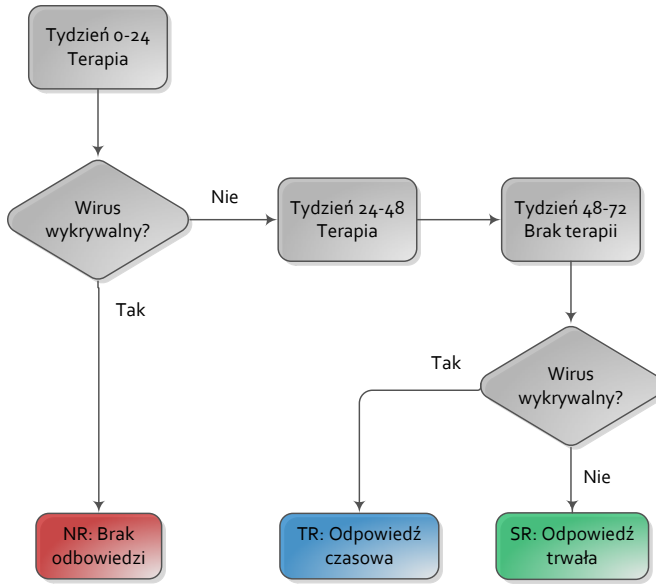 Tydzień 0-24
Terapia
Wirus
wykrywalny?
Nie
Tydzień 24-48
Terapia
Tydzień 48-72
Brak terapii
Tak
Tak
Wirus
wykrywalny?
Nie
NR: Brak
odbowiedzi
TR: Odpowiedź
czasowa
SR: Odpowiedź
trwała